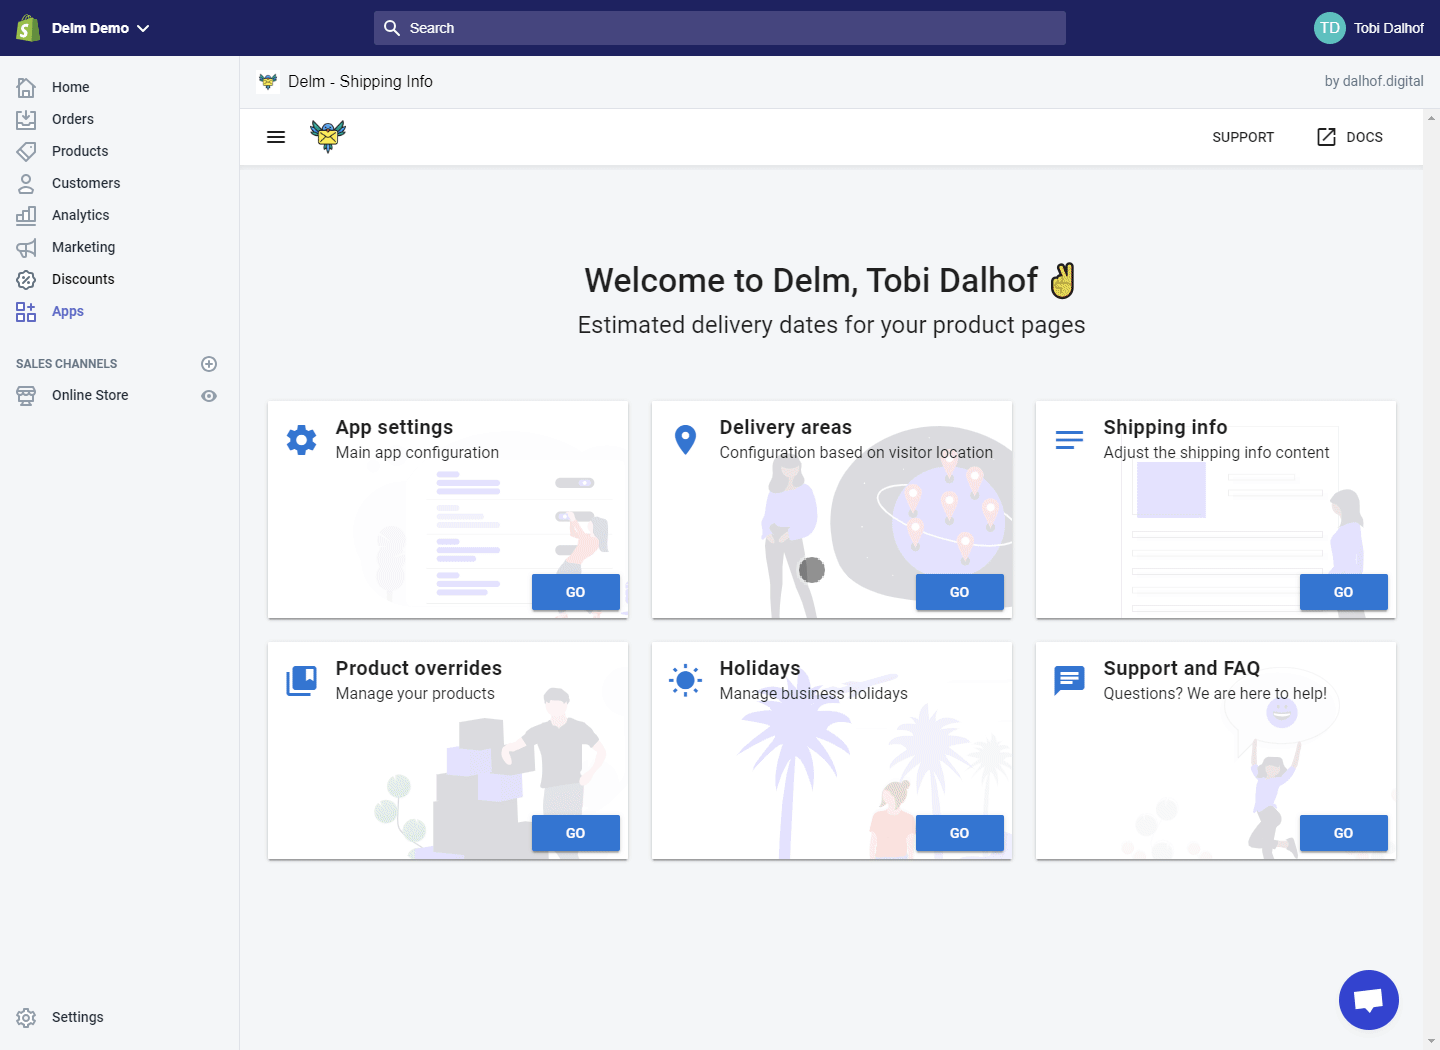 Delm Demo
Search
TD
Tobi Dalhof
Home
Orders
Products
Customers
Analytics
Marketing
Discounts
Apps
SALES CHANNELS
Online Store
Settings
Delm - Shipping Info
by dalhof.digital
SUPPORT
DOCS
Welcome to Delm, Tobi Dalhof ✌
Estimated delivery dates for your product pages
App settings
Main app configuration
GO
Delivery areas
Configuration based on visitor location
GO
Shipping info
Adjust the shipping info content
GO
Product overrides
Manage your products
GO
Holidays
Manage business holidays
GO
Support and FAQ
Questions? We are here to help!
GO